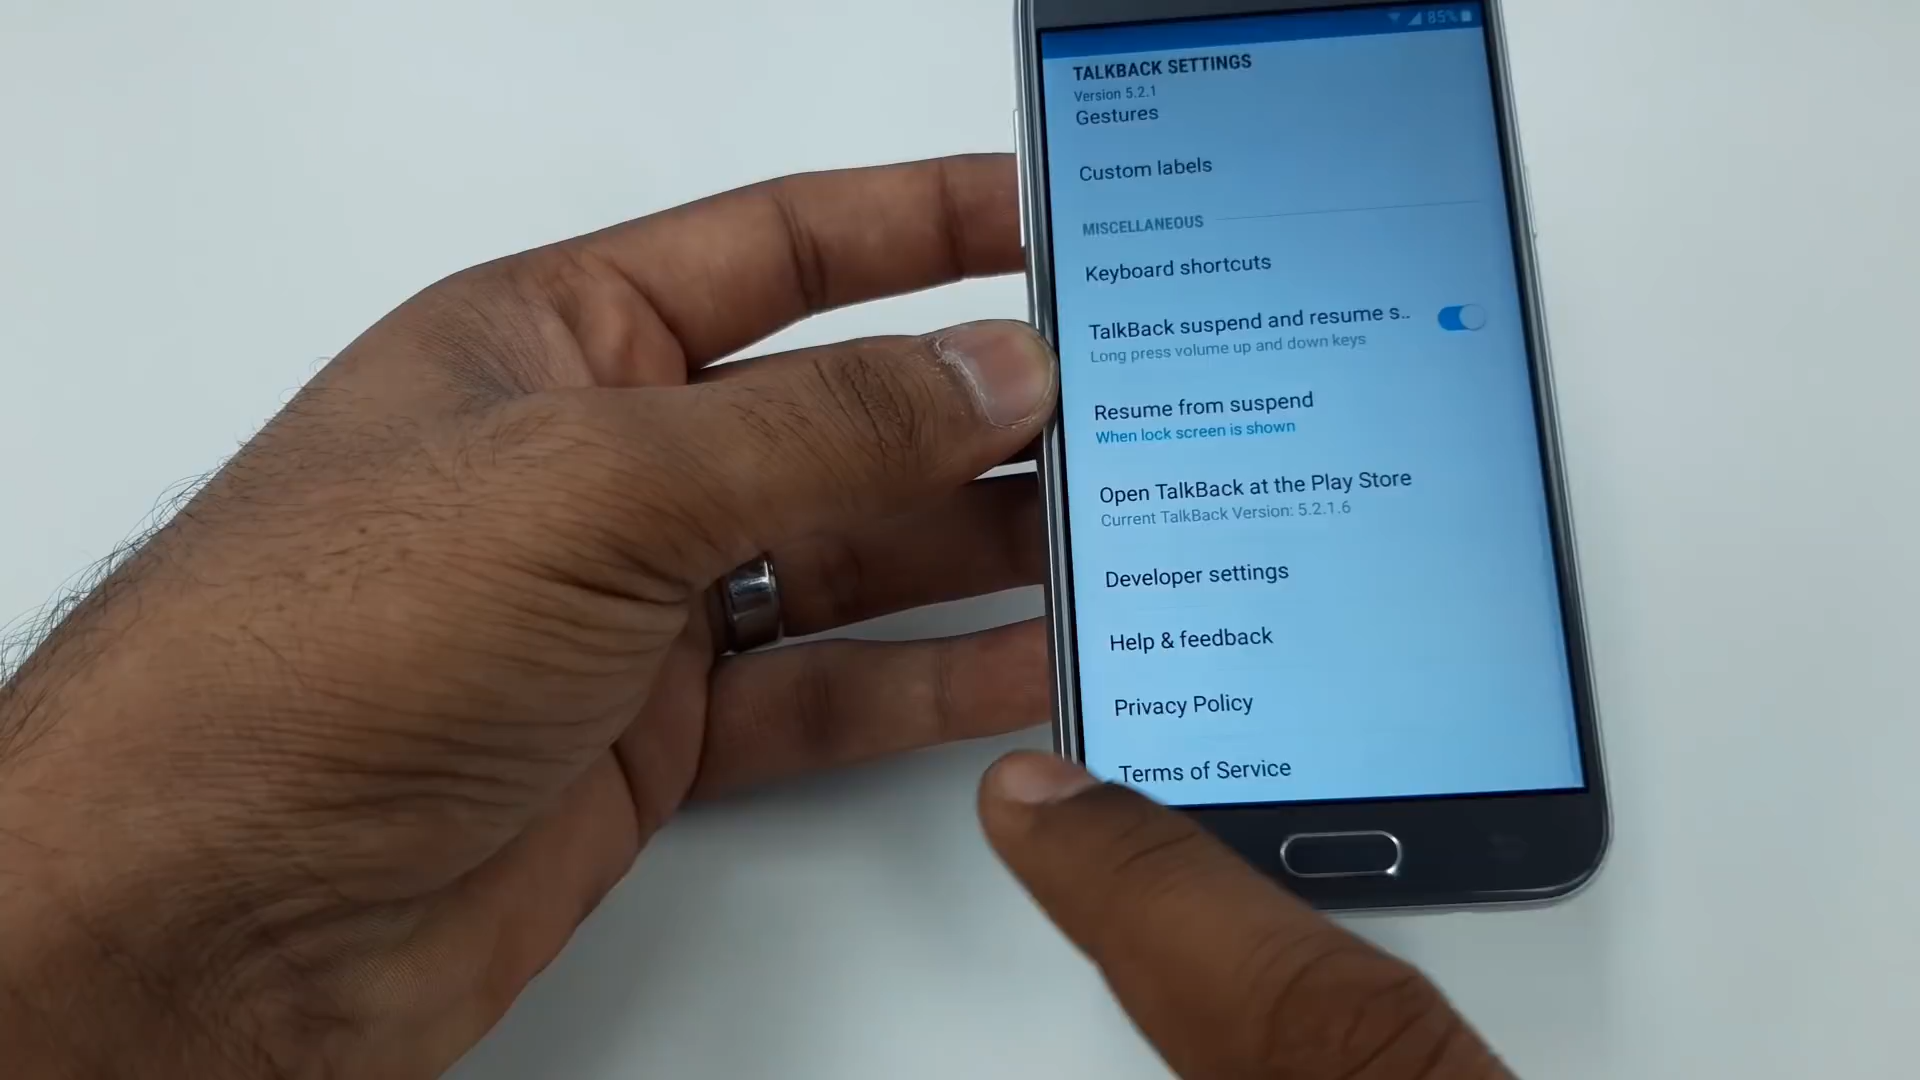 85%
TALKBACK SETTINGS
Version 5.2.1
Gestures
Custom labels
MISCELLANEOUS
Keyboard shortcuts
TalkBack suspend and resume s..
Long press volume up and down keys
Resume from suspend
When lock screen is shown
Open TalkBack at the Play Store
Current TalkBack Version: 5.2.1.6
Developer settings
Help & feedback
Privacy Policy
Terms of Service